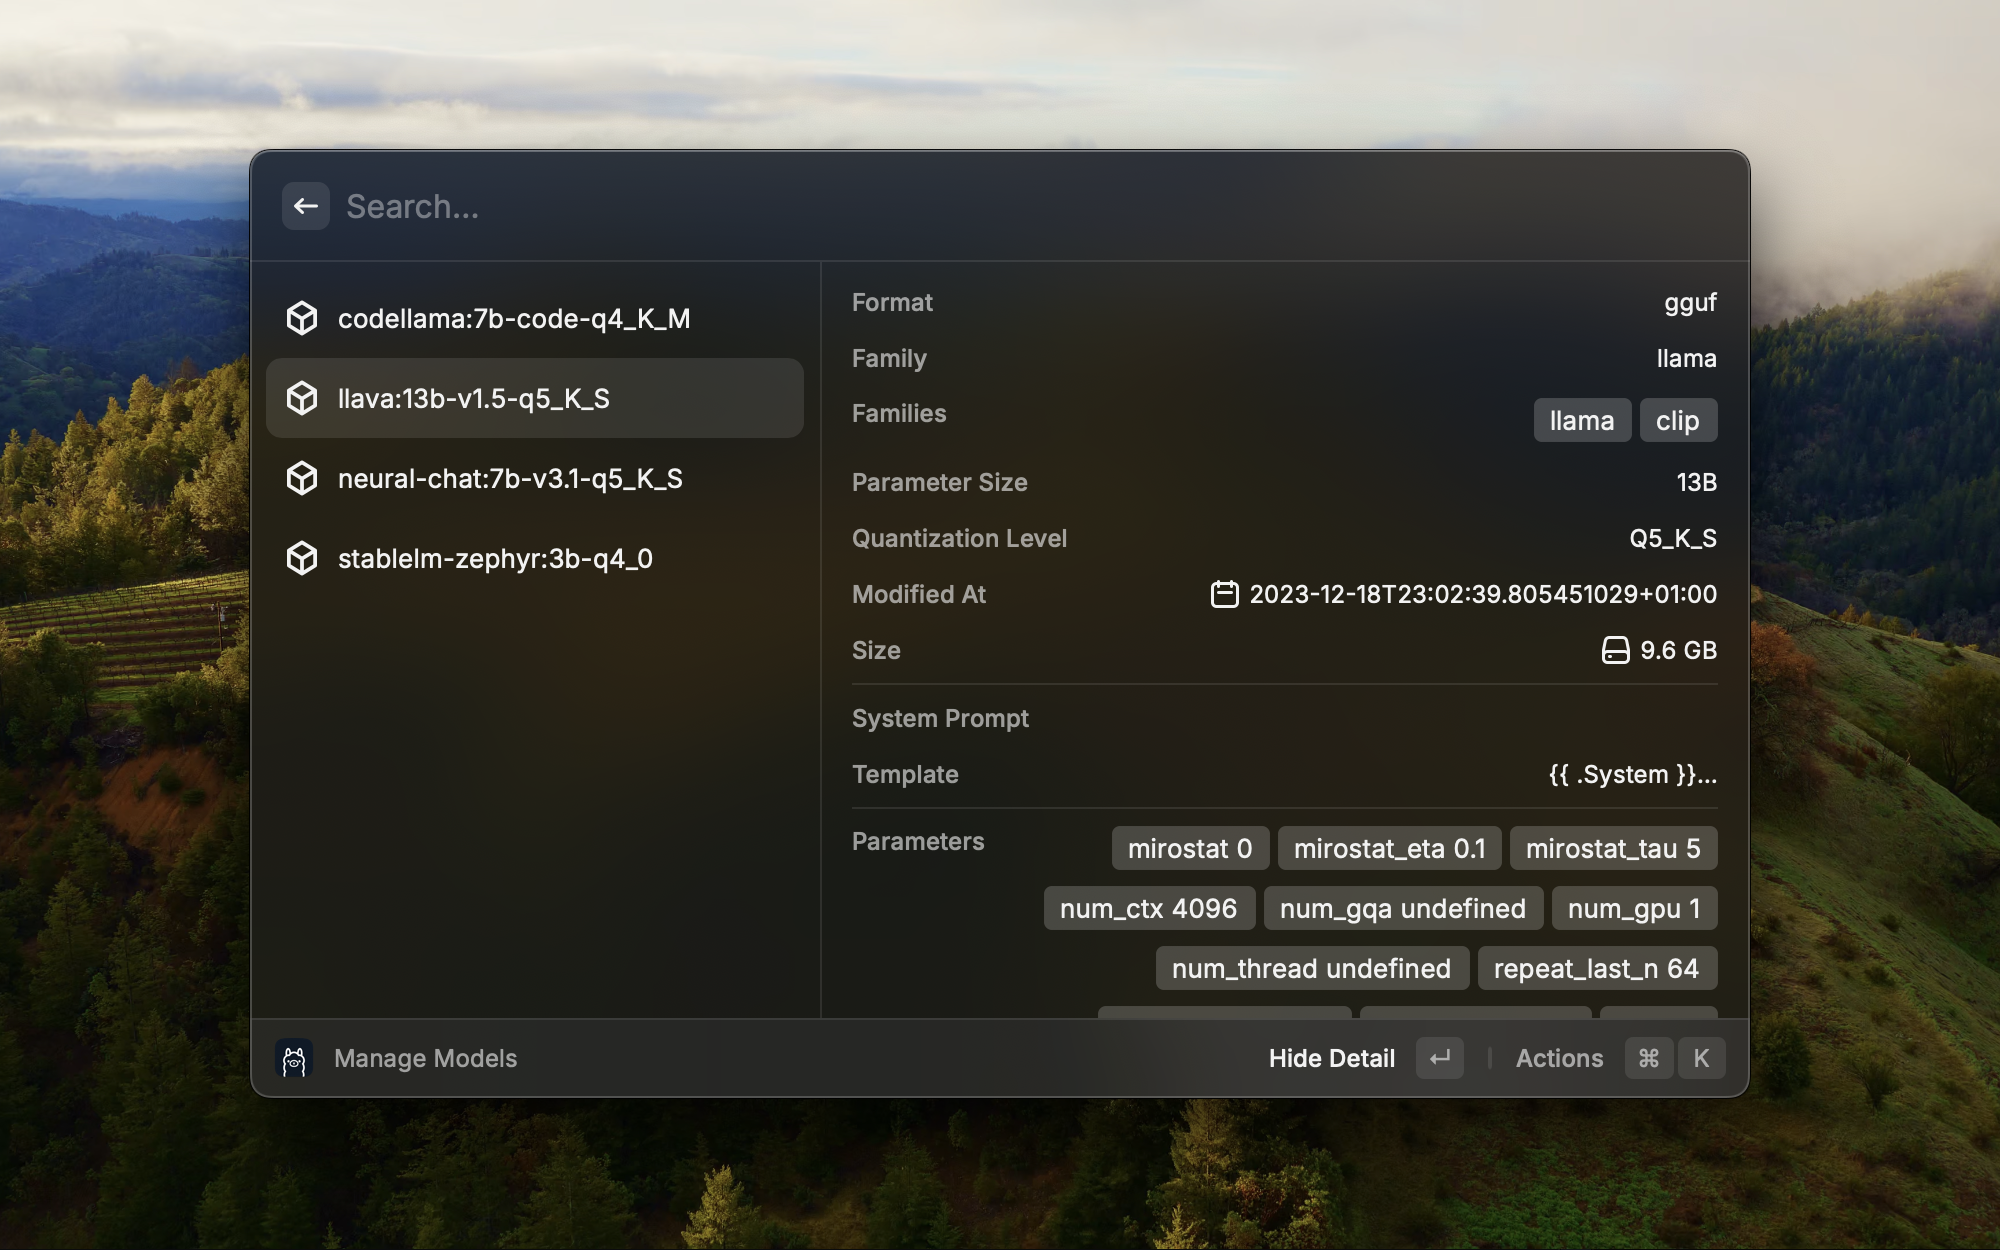 Search...
codellama:7b-code-q4_K_M
llava:13b-v1.5-q5_K_S
neural-chat:7b-v3.1-q5_K_S
stablelm-zephyr:3b-q4_0
Format gguf
Family llama
Families llama clip
Parameter Size 13B
Quantization Level Q5_K_S
Modified At 2023-12-18T23:02:39.805451029+01:00
Size 9.6 GB
System Prompt
Template {{ .System }}...
Parameters mirostat 0 mirostat_eta 0.1 mirostat_tau 5
num_ctx 4096 num_gqa undefined num_gpu 1
num_thread undefined repeat_last_n 64
Manage Models Hide Detail Actions ⌘ K